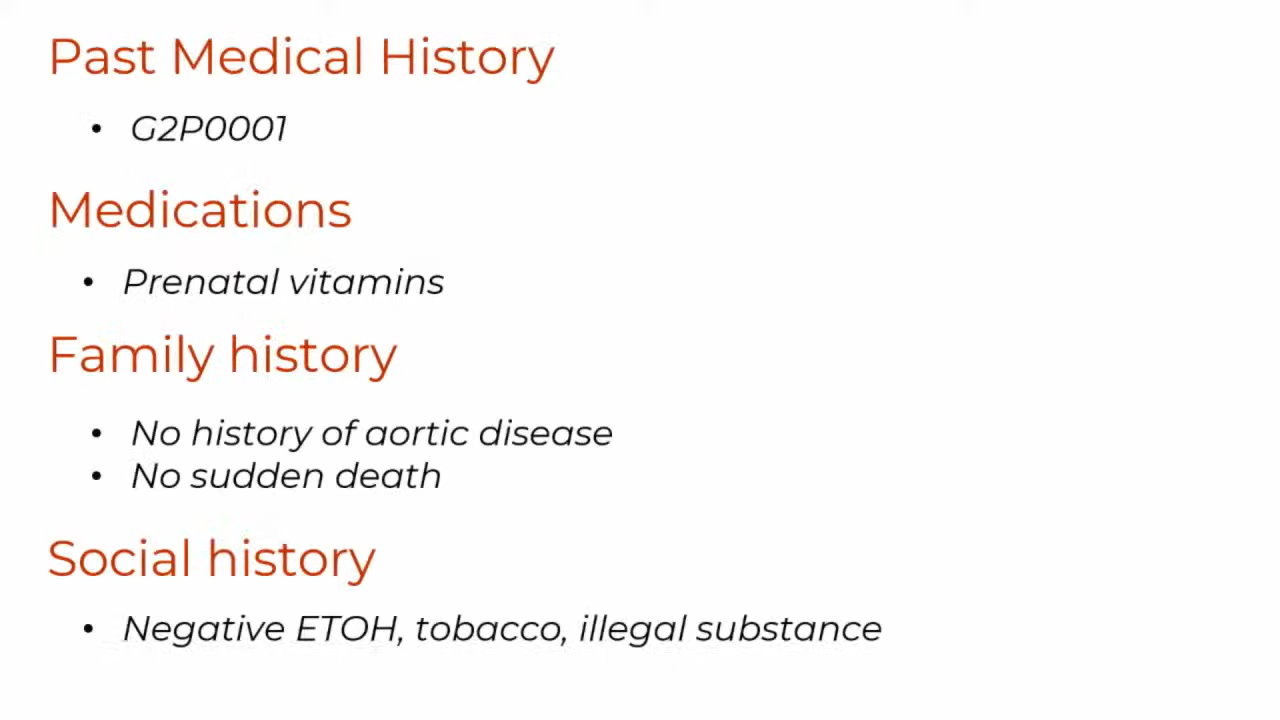 Past Medical History
• G2P0001
Medications
• Prenatal vitamins
Family history
• No history of aortic disease
• No sudden death
Social history
• Negative ETOH, tobacco, illegal substance